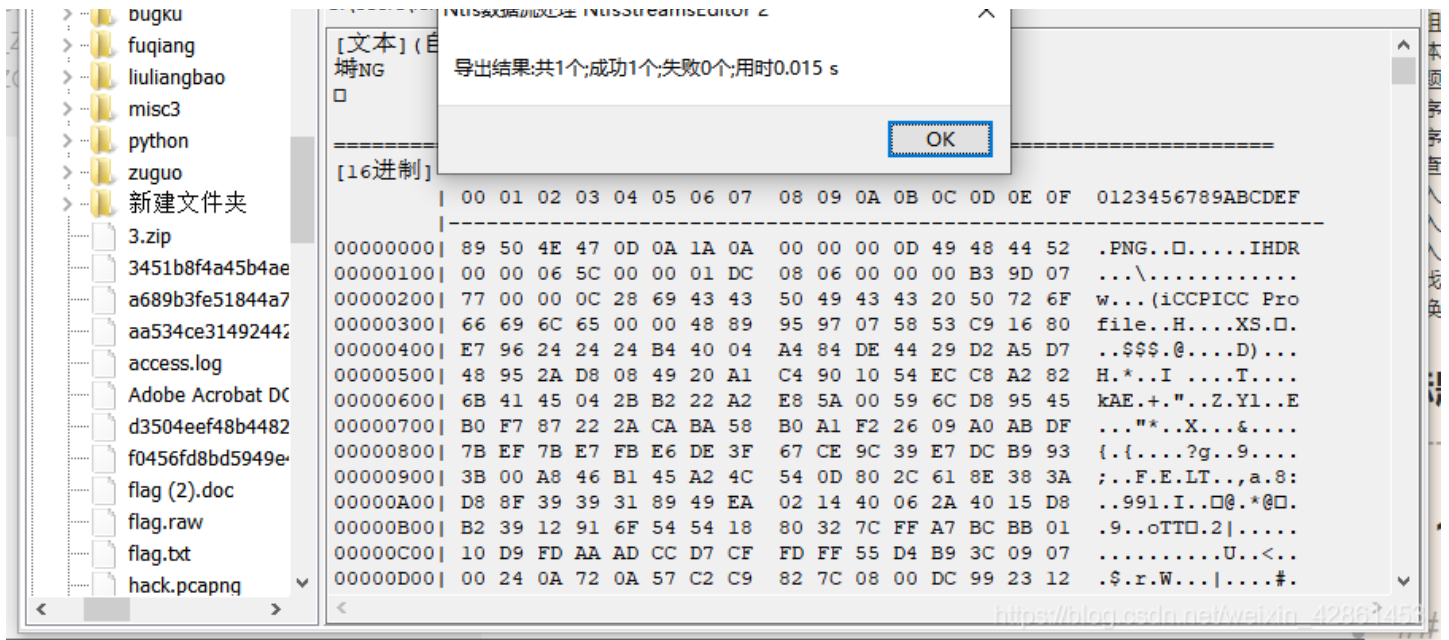 bugku
Ntfs数据流处理 NtfsStreamsEditor 2
fuqiang
[文本](自
liuliangbao
NG
导出结果:共1个;成功1个;失败0个;用时0.015 s
misc3
python
OK
zuguo
[16进制]
新建文件夹
| 00 01 02 03 04 05 06 07 08 09 0A 0B 0C 0D 0E 0F 0123456789ABCDEF
3.zip
3451b8f4a45b4ae
a689b3fe51844a7
aa534ce31492442
access.log
Adobe Acrobat DC
d3504eef48b4482
f0456fd8bd5949e
flag (2).doc
flag.raw
flag.txt
hack.pcapng
00000000| 89 50 4E 47 0D 0A 1A 0A 00 00 00 0D 49 48 44 52 .PNG..□.....IHDR
00000100| 00 00 06 5C 00 00 01 DC 08 06 00 00 00 B3 9D 07 ...\............
00000200| 77 00 00 0C 28 69 43 43 50 49 43 43 20 50 72 6F w...(iCCPICC Pro
00000300| 66 69 6C 65 00 00 48 89 95 97 07 58 53 C9 16 80 file..H....XS.□.
00000400| E7 96 24 24 24 B4 40 04 A4 84 DE 44 29 D2 A5 D7 ..$$$.@....D)...
00000500| 48 95 2A D8 08 49 20 A1 C4 90 10 54 EC C8 A2 82 H.*..I ....T....
00000600| 6B 41 45 04 2B B2 22 A2 E8 5A 00 59 6C D8 95 45 kAE.+."..Z.Yl..E
00000700| B0 F7 87 22 2A CA BA 58 B0 A1 F2 26 09 A0 AB DF ..."*..X...&....
00000800| 7B EF 7B E7 FB E6 DE 3F 67 CE 9C 39 E7 DC B9 93 {.{....?g..9....
00000900| 3B 00 A8 46 B1 45 A2 4C 54 0D 80 2C 61 8E 38 3A ;..F.E.LT..,a.8:
00000A00| D8 8F 39 39 31 89 49 EA 02 14 40 06 2A 40 15 D8 ..991.I..□@.*@□.
00000B00| B2 39 12 91 6F 54 54 18 80 32 7C FF A7 BC BB 01 .9..oTT□.2|.....
00000C00| 10 D9 FD AA AD CC D7 CF FD FF 55 D4 B9 3C 09 07 ..........U..<..
00000D00| 00 24 0A 72 0A 57 C2 C9 82 7C 08 00 DC 99 23 12 .$.r.W...|....#.
https://blog.csdn.net/weixin_42861453